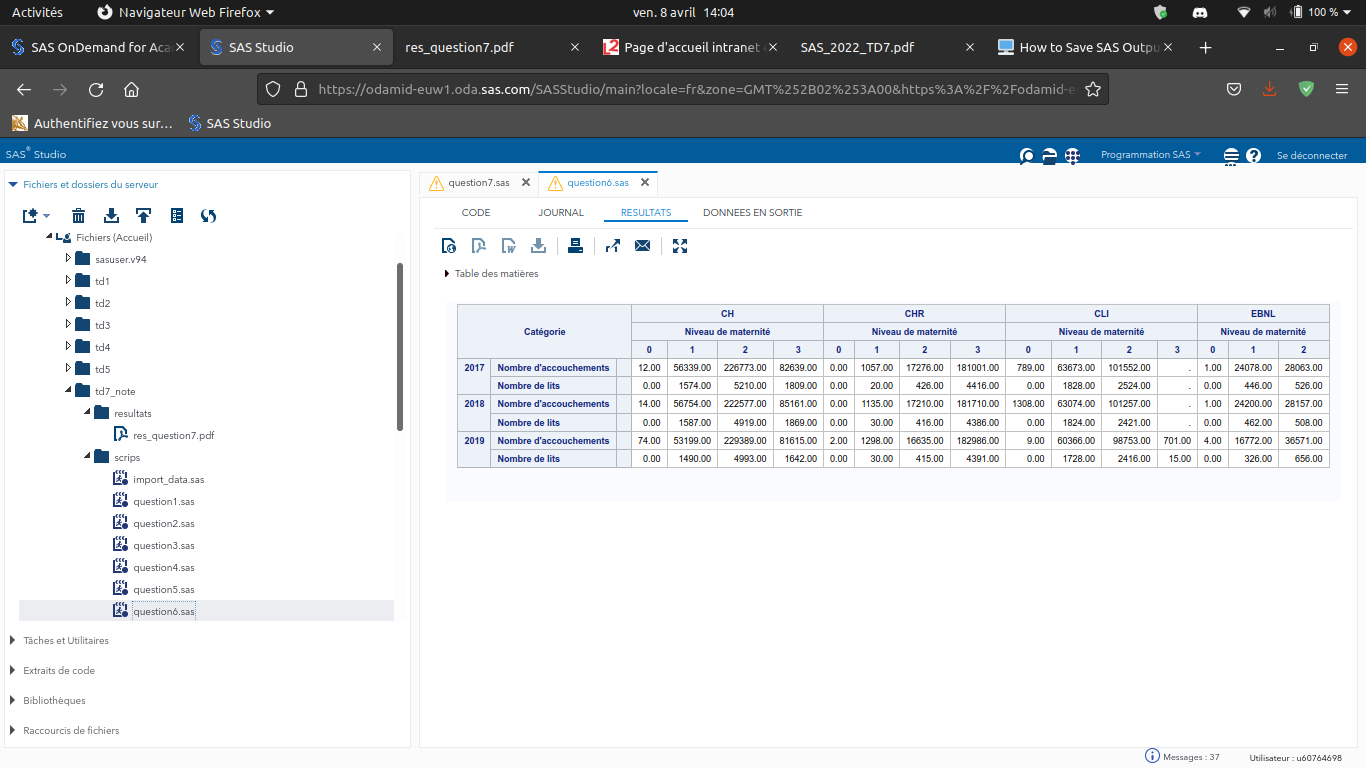 Activités Navigateur Web Firefox ven. 8 avril 14:04 100 %
SAS OnDemand for Aca SAS Studio res_question7.pdf Page d'accueil intranet SAS_2022_TD7.pdf How to Save SAS Outpu
https://odamid-euw1.oda.sas.com/SASStudio/main?locale=fr&zone=GMT%252B02%253A00&https%3A%2F%2Fodamid-e
Authentifiez vous sur… SAS Studio
SAS® Studio Programmation SAS Se déconnecter
Fichiers et dossiers du serveur
question7.sas question6.sas
CODE JOURNAL RESULTATS DONNEES EN SORTIE
Fichiers (Accueil)
sasuser.v94
td1
td2
td3
td4
td5
td7_note
resultats
res_question7.pdf
scrips
import_data.sas
question1.sas
question2.sas
question3.sas
question4.sas
question5.sas
question6.sas
Tâches et Utilitaires
Extraits de code
Bibliothèques
Raccourcis de fichiers
Table des matières
Catégorie CH CHR CLI EBNL
Niveau de maternité Niveau de maternité Niveau de maternité Niveau de maternité
0 1 2 3 0 1 2 3 0 1 2 3 0 1 2
2017 Nombre d'accouchements 12.00 56339.00 226773.00 82639.00 0.00 1057.00 17276.00 181001.00 789.00 63673.00 101552.00 . 1.00 24078.00 28063.00
Nombre de lits 0.00 1574.00 5210.00 1809.00 0.00 20.00 426.00 4416.00 0.00 1828.00 2524.00 . 0.00 446.00 526.00
2018 Nombre d'accouchements 14.00 56754.00 222577.00 85161.00 0.00 1135.00 17210.00 181710.00 1308.00 63074.00 101257.00 . 1.00 24200.00 28157.00
Nombre de lits 0.00 1587.00 4919.00 1869.00 0.00 30.00 416.00 4386.00 0.00 1824.00 2421.00 . 0.00 462.00 508.00
2019 Nombre d'accouchements 74.00 53199.00 229389.00 81615.00 2.00 1298.00 16635.00 182986.00 9.00 60366.00 98753.00 701.00 4.00 16772.00 36571.00
Nombre de lits 0.00 1490.00 4993.00 1642.00 0.00 30.00 415.00 4391.00 0.00 1728.00 2416.00 15.00 0.00 326.00 656.00
Messages : 37 Utilisateur : u60764698